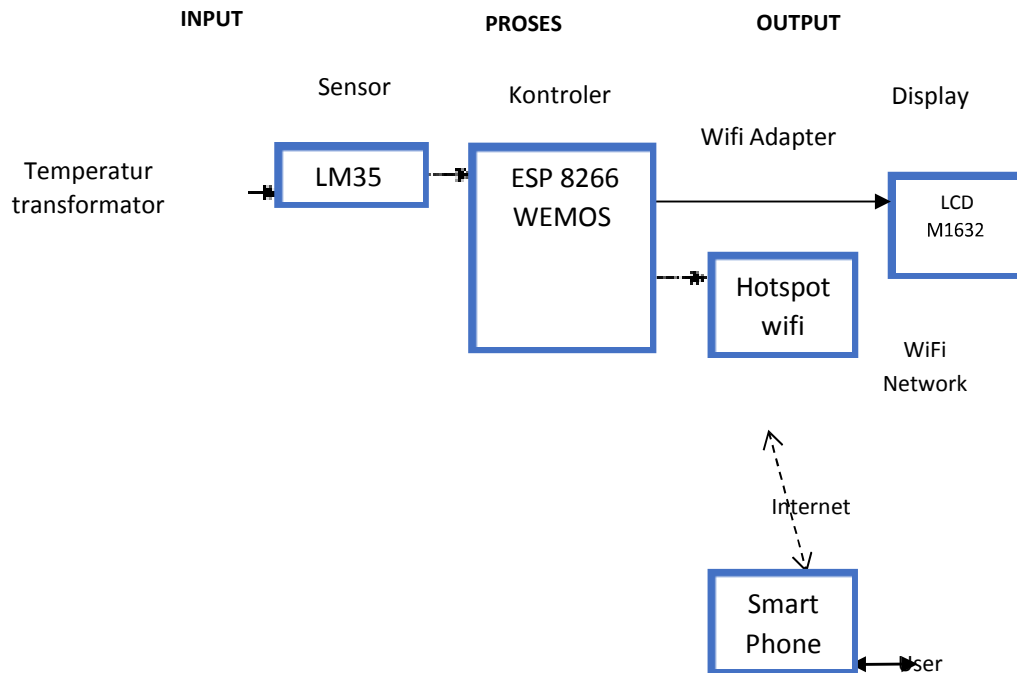 INPUT
PROSES
OUTPUT
Sensor
Kontroler
Display
Wifi Adapter
Temperatur
transformator
LM35
ESP 8266
WEMOS
LCD
M1632
Hotspot
wifi
WiFi
Network
Internet
Smart
Phone
User